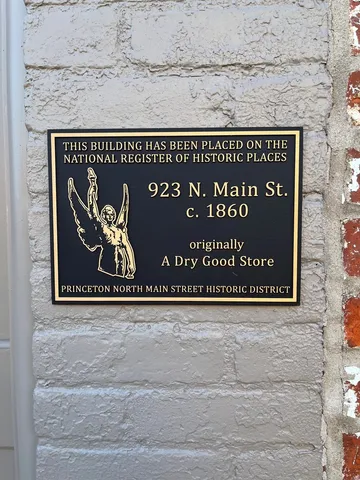 THIS BUILDING HAS BEEN PLACED ON THE
NATIONAL REGISTER OF HISTORIC PLACES
923 N. Main St.
c. 1860
originally
A Dry Good Store
PRINCETON NORTH MAIN STREET HISTORIC DISTRICT